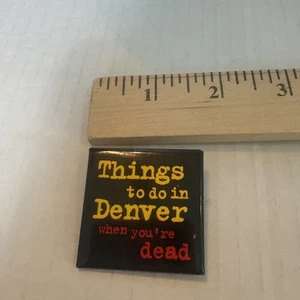 1 2 3
Things
to do in
Denver
when you're
dead